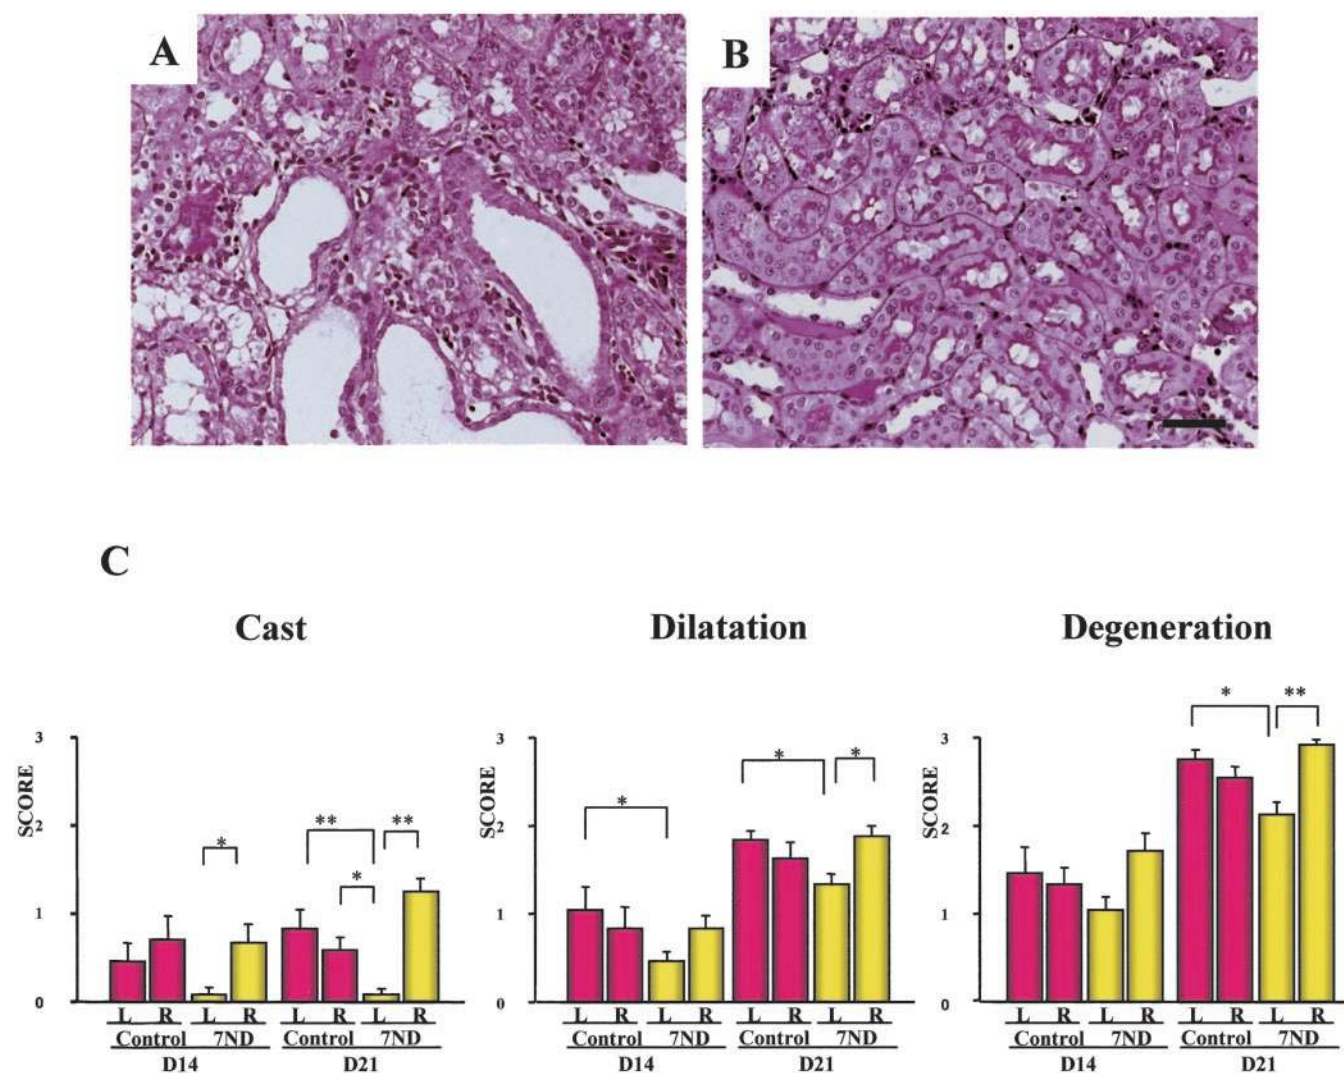 A B
C
Cast Dilatation Degeneration
* **
3 3 3
* *
** **
*
*
SCORE SCORE SCORE
2 2 2
*
1 1 1
0 0 0
L R L R L R L R L R L R L R L R L R L R L R L R
Control 7ND Control 7ND Control 7ND Control 7ND Control 7ND Control 7ND
D14 D21 D14 D21 D14 D21